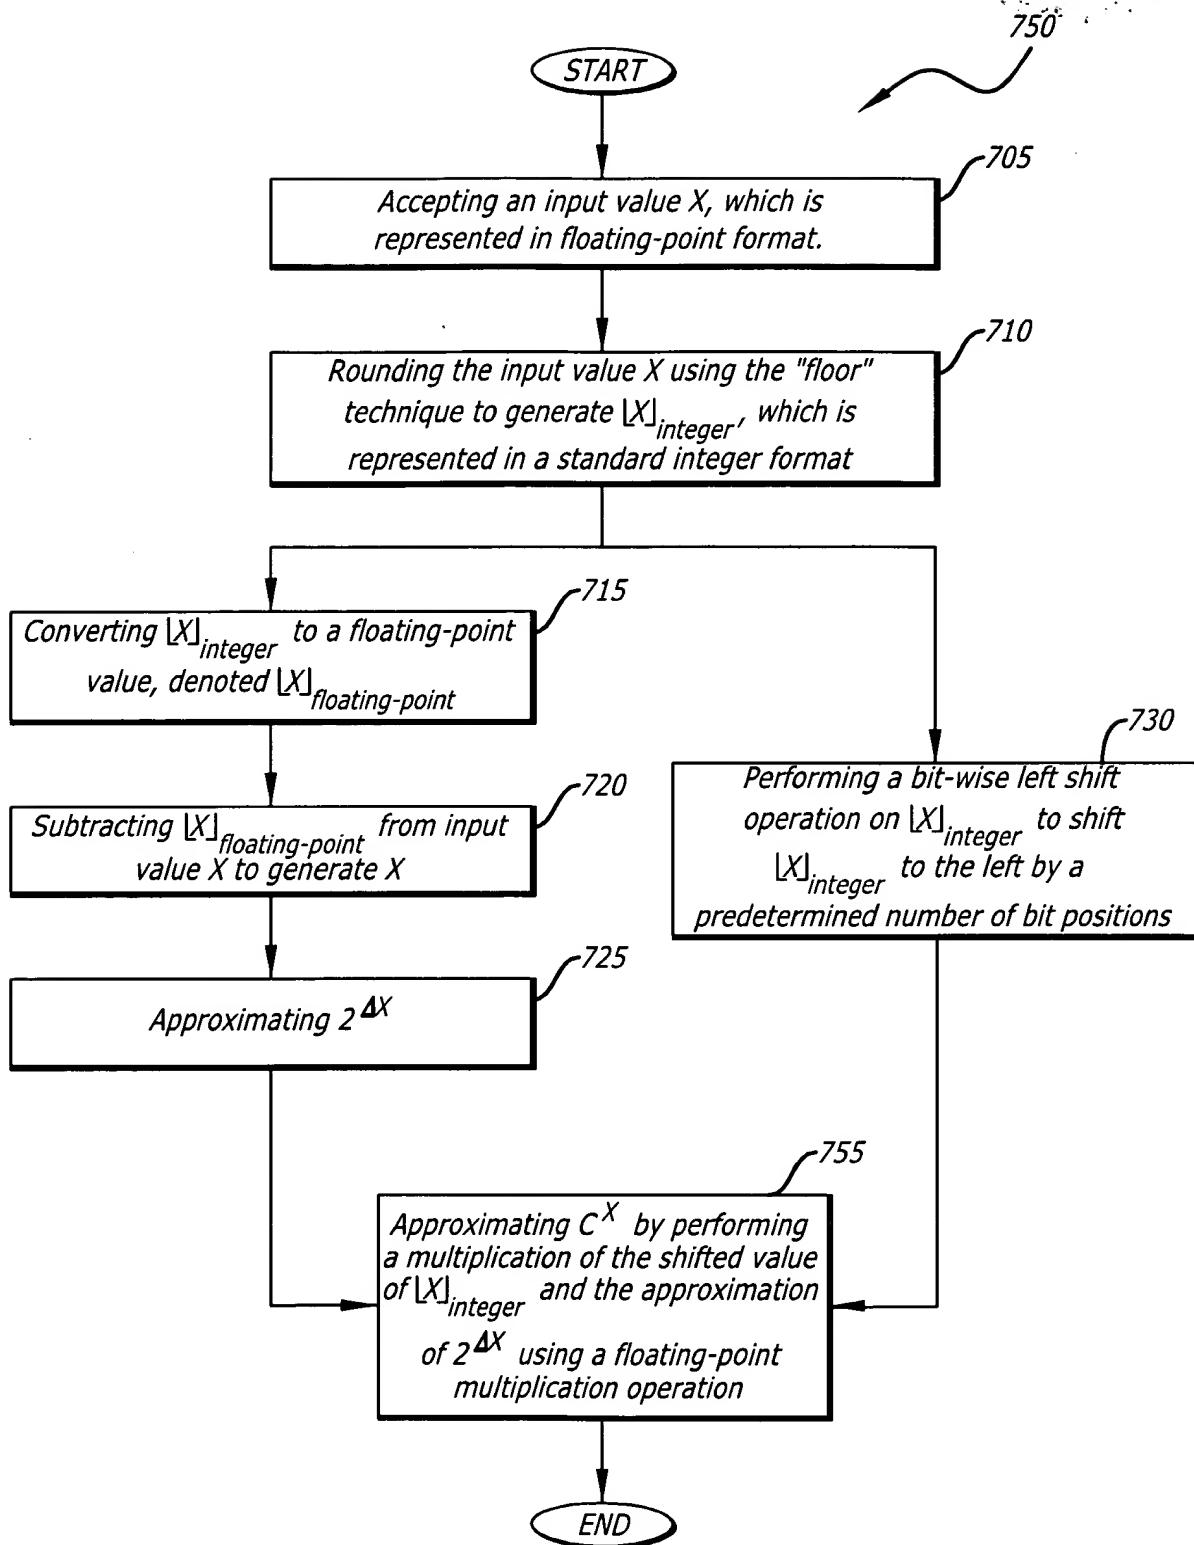 750
START
705
Accepting an input value X, which is
represented in floating-point format.
710
Rounding the input value X using the "floor"
technique to generate ⌊X⌋integer, which is
represented in a standard integer format
715
Converting ⌊X⌋integer to a floating-point
value, denoted ⌊X⌋floating-point
730
Performing a bit-wise left shift
operation on ⌊X⌋integer to shift
⌊X⌋integer to the left by a
predetermined number of bit positions
720
Subtracting ⌊X⌋floating-point from input
value X to generate X
725
Approximating 2^ΔX
755
Approximating C^X by performing
a multiplication of the shifted value
of ⌊X⌋integer and the approximation
of 2^ΔX using a floating-point
multiplication operation
END